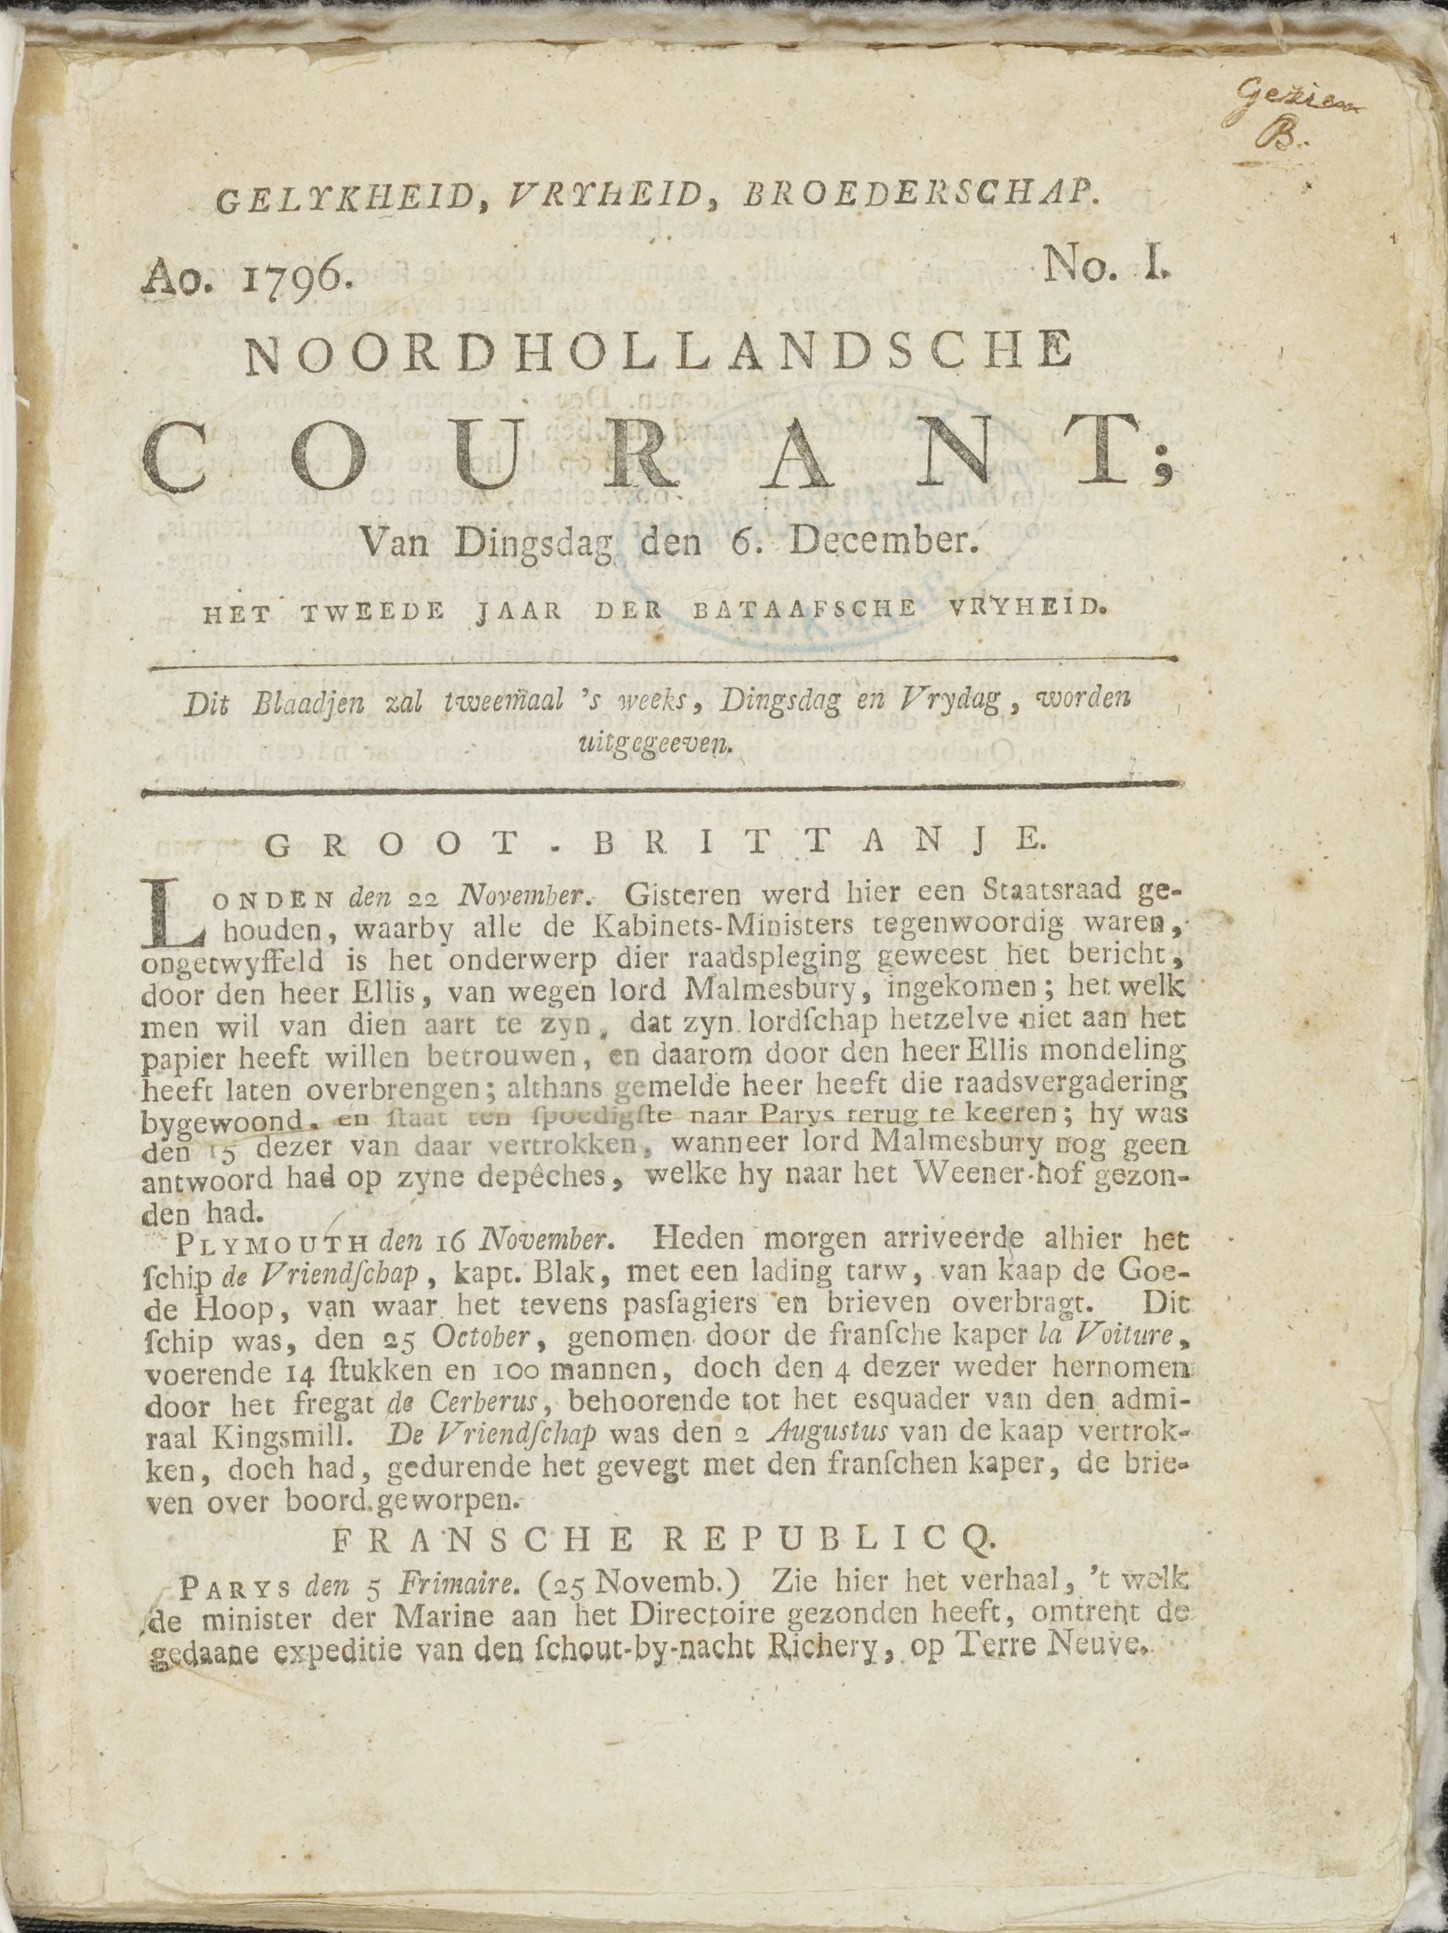 Gezien
B.
GELYKHEID, VRYHEID, BROEDERSCHAP.
Ao. 1796. No. I.
NOORDHOLLANDSCHE
COURANT;
Van Dingsdag den 6. December.
HET TWEEDE JAAR DER BATAAFSCHE VRYHEID.
Dit Blaadjen zal tweemaal 's weeks, Dingsdag en Vrydag, worden
uitgegeeven.
GROOT-BRITTANJE.
LONDEN den 22 November. Gisteren werd hier een Staatsraad ge-
houden, waarby alle de Kabinets-Ministers tegenwoordig waren,
ongetwyffeld is het onderwerp dier raadspleging geweest het bericht,
door den heer Ellis, van wegen lord Malmesbury, ingekomen; het welk
men wil van dien aart te zyn, dat zyn lordſchap hetzelve niet aan het
papier heeft willen betrouwen, en daarom door den heer Ellis mondeling
heeft laten overbrengen; althans gemelde heer heeft die raadsvergadering
bygewoond, en ſtaat ten ſpoedigſte naar Parys terug te keeren; hy was
den 15 dezer van daar vertrokken, wanneer lord Malmesbury nog geen
antwoord had op zyne depêches, welke hy naar het Weener-hof gezon-
den had.
PLYMOUTH den 16 November. Heden morgen arriveerde alhier het
ſchip de Vriendſchap, kapt. Blak, met een lading tarw, van kaap de Goe-
de Hoop, van waar het tevens pasſagiers en brieven overbragt. Dit
ſchip was, den 25 October, genomen door de franſche kaper la Voiture,
voerende 14 ſtukken en 100 mannen, doch den 4 dezer weder hernomen
door het fregat de Cerberus, behoorende tot het esquader van den admi-
raal Kingsmill. De Vriendſchap was den 2 Augustus van de kaap vertrok-
ken, doch had, gedurende het gevegt met den franſchen kaper, de brie-
ven over boord geworpen.
FRANSCHE REPUBLICQ.
PARYS den 5 Frimaire. (25 Novemb.) Zie hier het verhaal, 't welk
de minister der Marine aan het Directoire gezonden heeft, omtrent de
gedaane expeditie van den ſchout-by-nacht Richery, op Terre Neuve.